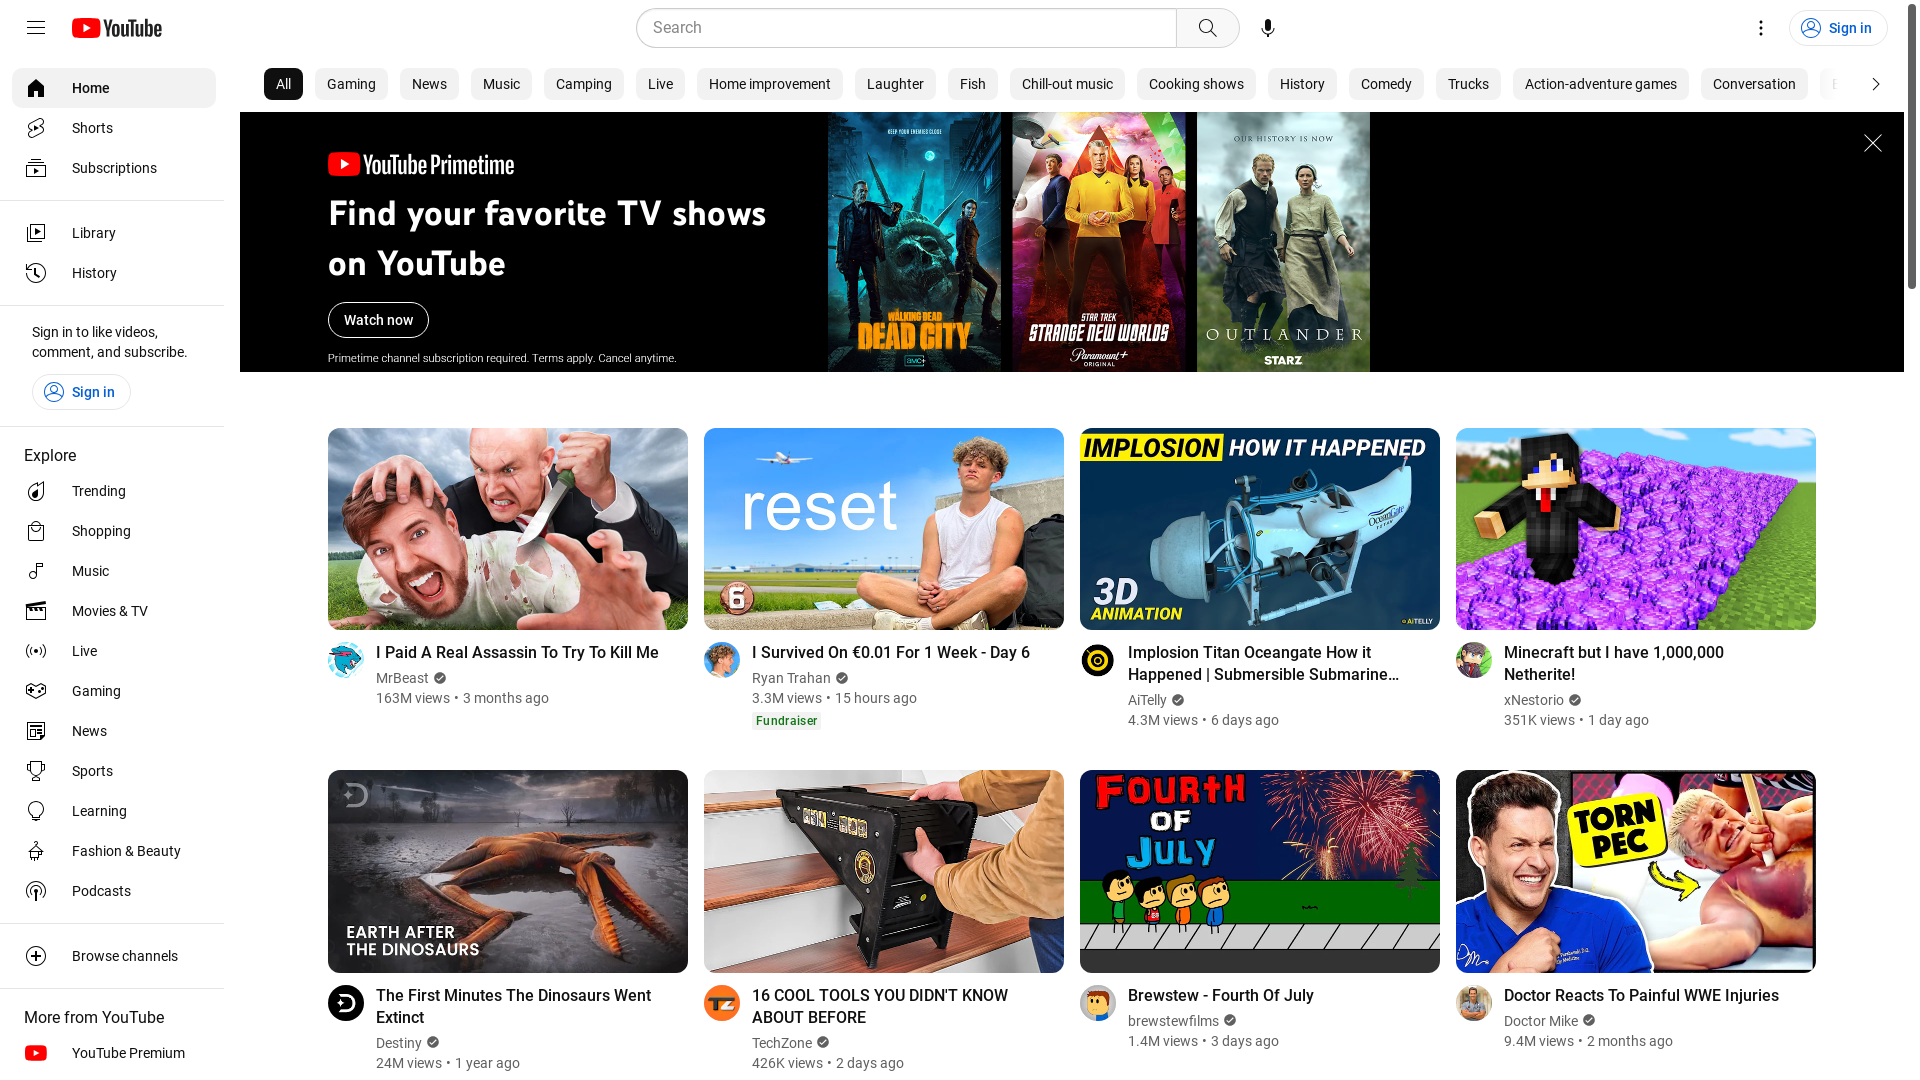 YouTube
Search
Sign in
Home
Shorts
Subscriptions
Library
History
Sign in to like videos,
comment, and subscribe.
Sign in
Explore
Trending
Shopping
Music
Movies & TV
Live
Gaming
News
Sports
Learning
Fashion & Beauty
Podcasts
Browse channels
More from YouTube
YouTube Premium
All
Gaming
News
Music
Camping
Live
Home improvement
Laughter
Fish
Chill-out music
Cooking shows
History
Comedy
Trucks
Action-adventure games
Conversation
YouTube Primetime
Find your favorite TV shows
on YouTube
Watch now
Primetime channel subscription required. Terms apply. Cancel anytime.
KEEP YOUR ENEMIES CLOSE
THE WALKING DEAD
DEAD CITY
amc+
STAR TREK
STRANGE NEW WORLDS
Paramount+
ORIGINAL
OUR HISTORY IS NOW
OUTLANDER
STARZ
I Paid A Real Assassin To Try To Kill Me
MrBeast
163M views • 3 months ago
reset
6
I Survived On €0.01 For 1 Week - Day 6
Ryan Trahan
3.3M views • 15 hours ago
Fundraiser
IMPLOSION HOW IT HAPPENED
OceanGate
TITAN
3D
ANIMATION
AiTELLY
Implosion Titan Oceangate How it
Happened | Submersible Submarine...
AiTelly
4.3M views • 6 days ago
Minecraft but I have 1,000,000
Netherite!
xNestorio
351K views • 1 day ago
EARTH AFTER
THE DINOSAURS
The First Minutes The Dinosaurs Went
Extinct
Destiny
24M views • 1 year ago
TZ
16 COOL TOOLS YOU DIDN'T KNOW
ABOUT BEFORE
TechZone
426K views • 2 days ago
FOURTH
OF
JULY
Brewstew - Fourth Of July
brewstewfilms
1.4M views • 3 days ago
TORN
PEC
Doctor Reacts To Painful WWE Injuries
Doctor Mike
9.4M views • 2 months ago